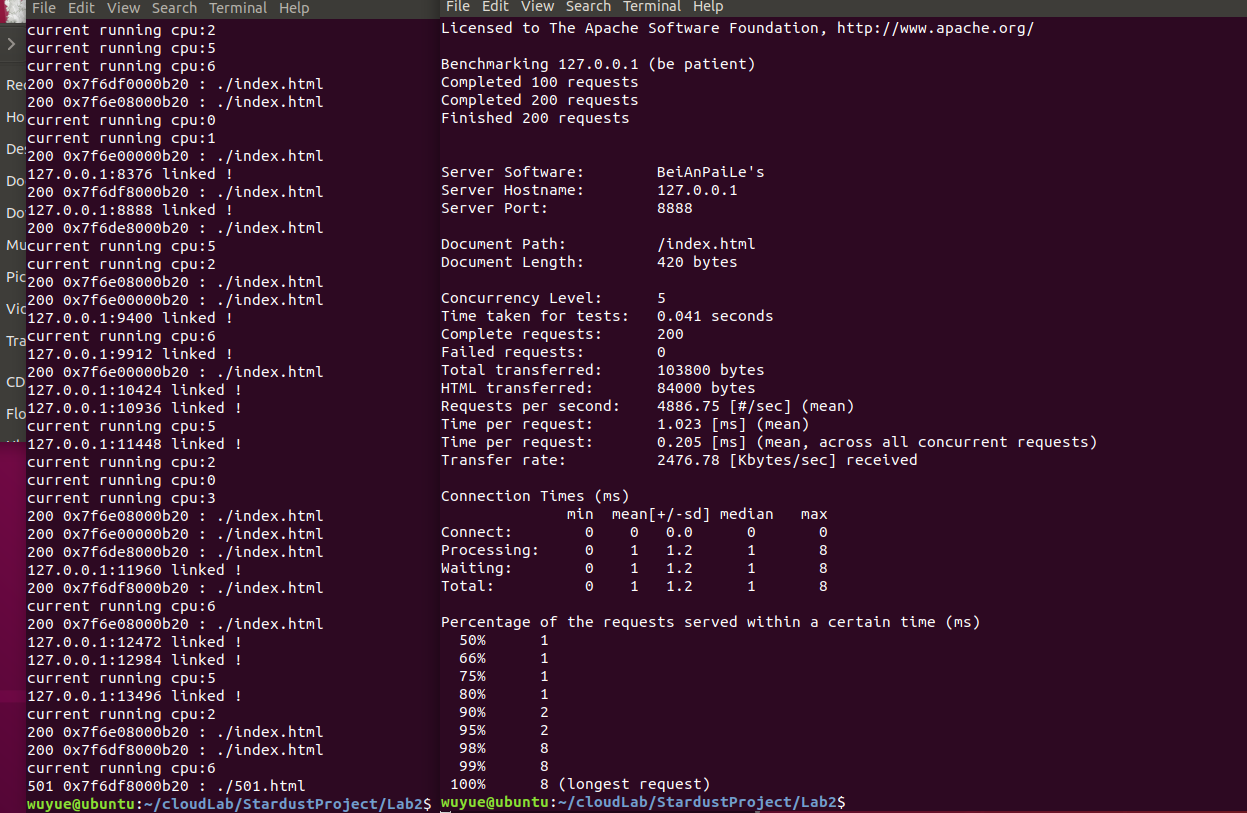 File Edit View Search Terminal Help
current running cpu:2
current running cpu:5
current running cpu:6
200 0x7f6df0000b20 : ./index.html
200 0x7f6e08000b20 : ./index.html
current running cpu:0
current running cpu:1
200 0x7f6e00000b20 : ./index.html
127.0.0.1:8376 linked !
200 0x7f6df8000b20 : ./index.html
127.0.0.1:8888 linked !
200 0x7f6de8000b20 : ./index.html
current running cpu:5
current running cpu:2
200 0x7f6e08000b20 : ./index.html
200 0x7f6e00000b20 : ./index.html
127.0.0.1:9400 linked !
current running cpu:6
127.0.0.1:9912 linked !
200 0x7f6e00000b20 : ./index.html
127.0.0.1:10424 linked !
127.0.0.1:10936 linked !
current running cpu:5
127.0.0.1:11448 linked !
current running cpu:2
current running cpu:0
current running cpu:3
200 0x7f6e08000b20 : ./index.html
200 0x7f6e00000b20 : ./index.html
200 0x7f6de8000b20 : ./index.html
127.0.0.1:11960 linked !
200 0x7f6df8000b20 : ./index.html
current running cpu:6
200 0x7f6e08000b20 : ./index.html
127.0.0.1:12472 linked !
127.0.0.1:12984 linked !
current running cpu:5
127.0.0.1:13496 linked !
current running cpu:2
200 0x7f6e08000b20 : ./index.html
200 0x7f6df8000b20 : ./index.html
current running cpu:6
501 0x7f6df8000b20 : ./501.html
wuyue@ubuntu:~/cloudLab/StardustProject/Lab2$
File Edit View Search Terminal Help
Licensed to The Apache Software Foundation, http://www.apache.org/
Benchmarking 127.0.0.1 (be patient)
Completed 100 requests
Completed 200 requests
Finished 200 requests
Server Software: BeiAnPaiLe's
Server Hostname: 127.0.0.1
Server Port: 8888
Document Path: /index.html
Document Length: 420 bytes
Concurrency Level: 5
Time taken for tests: 0.041 seconds
Complete requests: 200
Failed requests: 0
Total transferred: 103800 bytes
HTML transferred: 84000 bytes
Requests per second: 4886.75 [#/sec] (mean)
Time per request: 1.023 [ms] (mean)
Time per request: 0.205 [ms] (mean, across all concurrent requests)
Transfer rate: 2476.78 [Kbytes/sec] received
Connection Times (ms)
min mean[+/-sd] median max
Connect: 0 0 0.0 0 0
Processing: 0 1 1.2 1 8
Waiting: 0 1 1.2 1 8
Total: 0 1 1.2 1 8
Percentage of the requests served within a certain time (ms)
50% 1
66% 1
75% 1
80% 1
90% 2
95% 2
98% 8
99% 8
100% 8 (longest request)
wuyue@ubuntu:~/cloudLab/StardustProject/Lab2$